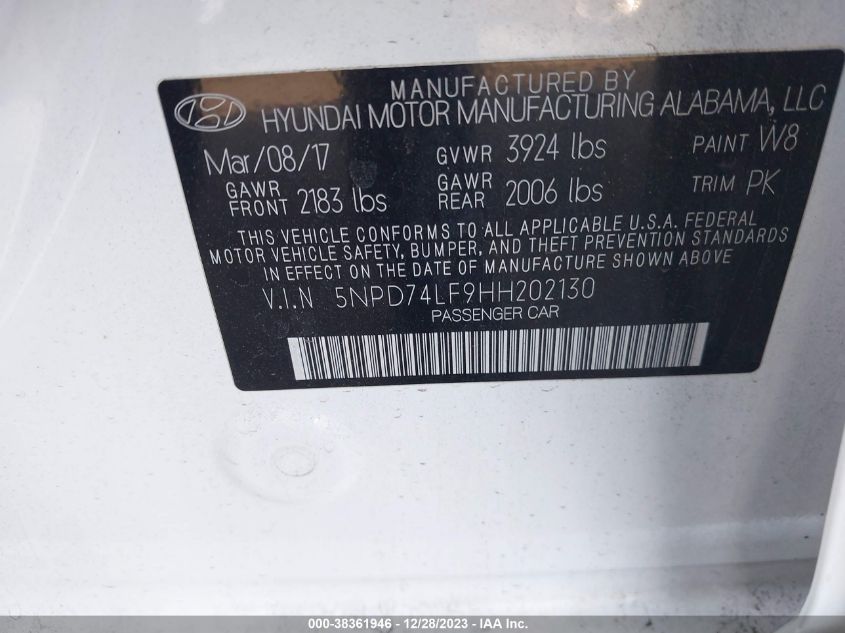 MANUFACTURED BY
HYUNDAI MOTOR MANUFACTURING ALABAMA, LLC
Mar/08/17 GVWR 3924 lbs PAINT W8
GAWR FRONT 2183 lbs GAWR REAR 2006 lbs TRIM PK
THIS VEHICLE CONFORMS TO ALL APPLICABLE U.S.A. FEDERAL
MOTOR VEHICLE SAFETY, BUMPER, AND THEFT PREVENTION STANDARDS
IN EFFECT ON THE DATE OF MANUFACTURE SHOWN ABOVE.
V.I.N 5NPD74LF9HH202130
PASSENGER CAR
000-38361946 - 12/28/2023 - IAA Inc.